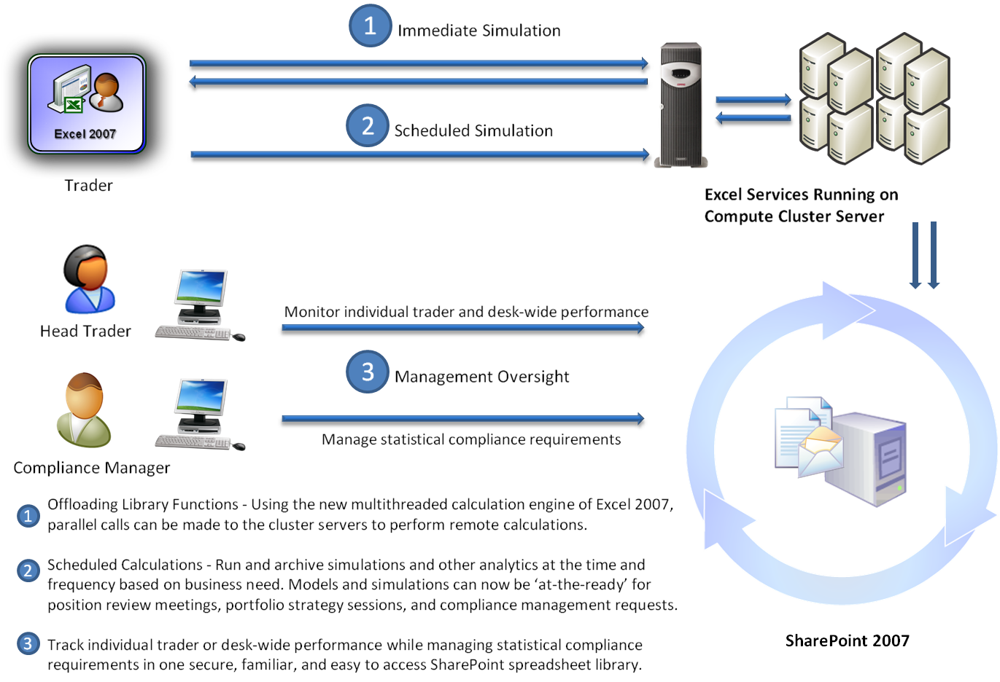 1 Immediate Simulation
Excel 2007
2 Scheduled Simulation
Trader
Excel Services Running on
Compute Cluster Server
Head Trader
Monitor individual trader and desk-wide performance
3 Management Oversight
Manage statistical compliance requirements
Compliance Manager
1 Offloading Library Functions - Using the new multithreaded calculation engine of Excel 2007,
parallel calls can be made to the cluster servers to perform remote calculations.
2 Scheduled Calculations - Run and archive simulations and other analytics at the time and
frequency based on business need. Models and simulations can now be ‘at-the-ready’ for
position review meetings, portfolio strategy sessions, and compliance management requests.
3 Track individual trader or desk-wide performance while managing statistical compliance
requirements in one secure, familiar, and easy to access SharePoint spreadsheet library.
SharePoint 2007